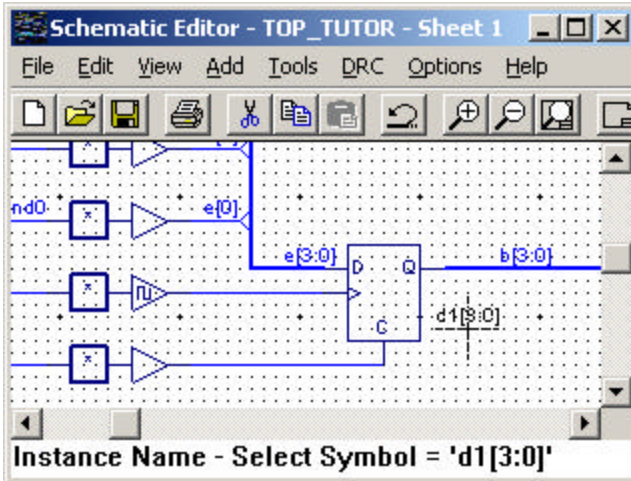 Schematic Editor - TOP_TUTOR - Sheet 1
File Edit View Add Tools DRC Options Help
nd0
e[0]
e[3:0]
b[3:0]
D Q
d1[3:0]
C
Instance Name - Select Symbol = 'd1[3:0]'